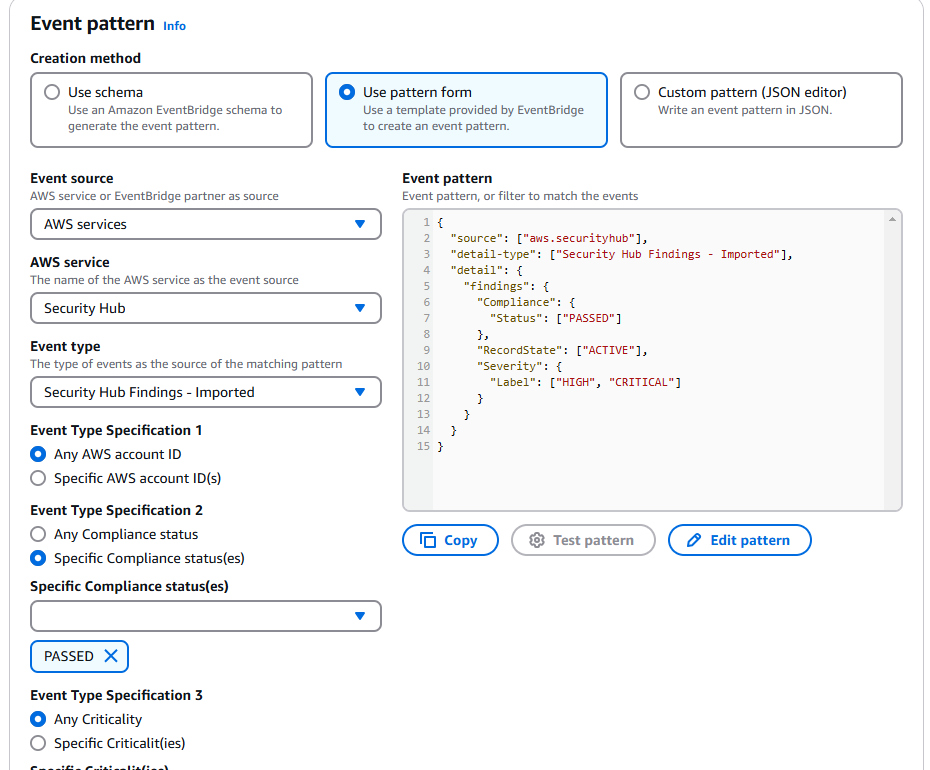 Event pattern Info
Creation method
Use schema
Use an Amazon EventBridge schema to
generate the event pattern.
Use pattern form
Use a template provided by EventBridge
to create an event pattern.
Custom pattern (JSON editor)
Write an event pattern in JSON.
Event source
AWS service or EventBridge partner as source
AWS services
AWS service
The name of the AWS service as the event source
Security Hub
Event type
The type of events as the source of the matching pattern
Security Hub Findings - Imported
Event Type Specification 1
Any AWS account ID
Specific AWS account ID(s)
Event Type Specification 2
Any Compliance status
Specific Compliance status(es)
Specific Compliance status(es)
PASSED
Event Type Specification 3
Any Criticality
Specific Criticalit(ies)
Specific Criticalit(ies)
Event pattern
Event pattern, or filter to match the events
1 {
2   "source": ["aws.securityhub"],
3   "detail-type": ["Security Hub Findings - Imported"],
4   "detail": {
5     "findings": {
6       "Compliance": {
7         "Status": ["PASSED"]
8       },
9       "RecordState": ["ACTIVE"],
10       "Severity": {
11         "Label": ["HIGH", "CRITICAL"]
12       }
13     }
14   }
15 }
Copy
Test pattern
Edit pattern